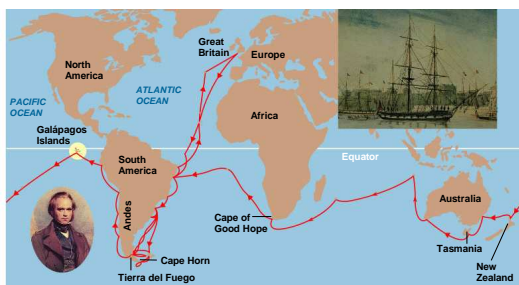 Great
Britain
Europe
North
America
ATLANTIC
OCEAN
PACIFIC
OCEAN
Africa
Galápagos
Islands
South
America
Equator
Andes
Australia
Cape of
Good Hope
Tasmania
Cape Horn
New
Zealand
Tierra del Fuego